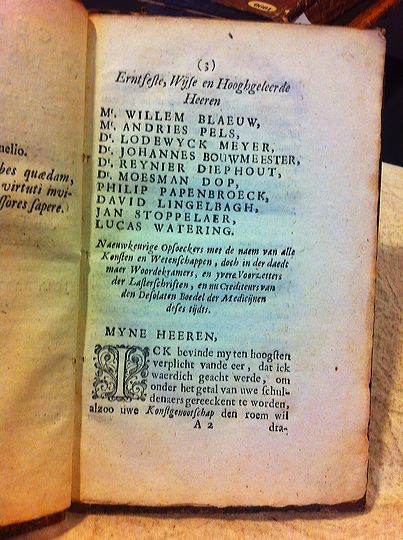 nelio.
bes quædam,
virtuti invi-
ſſores ſapere.
(3)
Erntfeſte, Wijſe en Hooghgeleerde
Heeren
Mr. WILLEM BLAEUW,
Mr. ANDRIES PELS,
Dr. LODEWYCK MEYER,
Dr. JOHANNES BOUWMEESTER,
Dr. REYNIER DIEPHOUT,
Dr. MOESMAN DOP,
PHILIP PAPENBROECK,
DAVID LINGELBAGH,
JAN STOPPELAER,
LUCAS WATERING.
Naeuwkeurige Opſoeckers met de naem van alle
Konſten en Wetenſchappen, doch in der daedt
maer Woordekramers, en yvere Voorzetters
der Laſterſchriften, en nu Crediteurs van
den Deſolaten Boedel der Medicijnen
deſes tijdts.
MYNE HEEREN,
ICK bevinde my ten hoogſten
verplicht vande eer, dat ick
waerdich geacht werde, om
onder het getal van uwe ſchul-
denaers gereeckent te worden,
alzoo uwe Konſtgenootſchap den roem wil
A 2 dra-